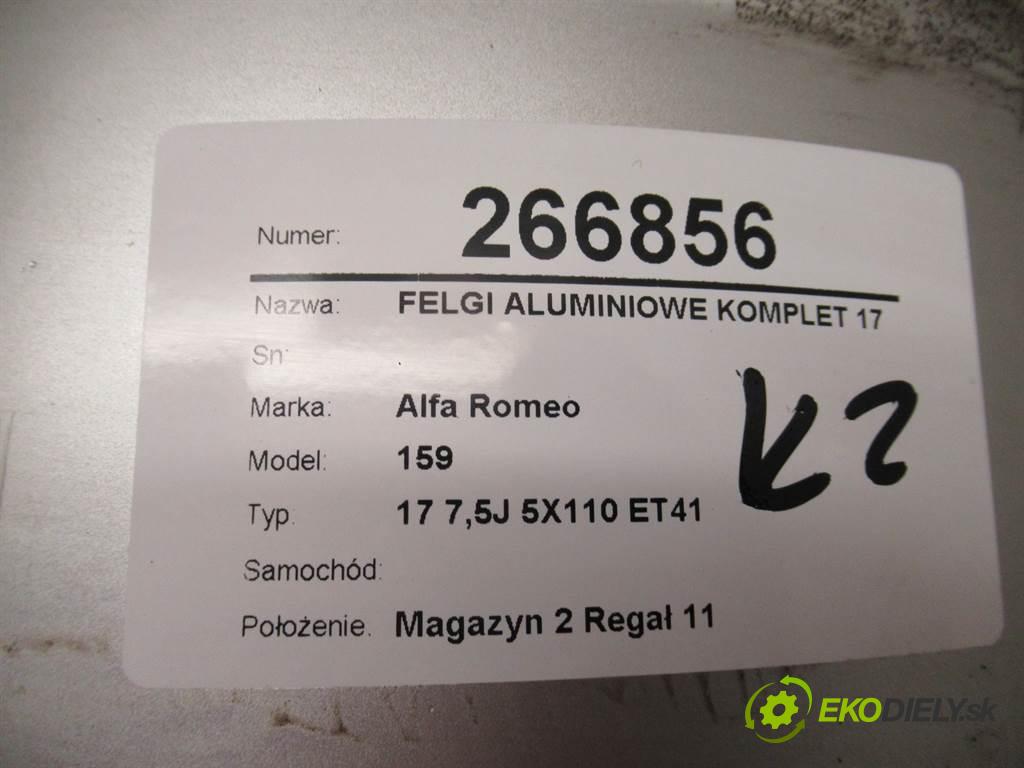 Numer: 266856
Nazwa: FELGI ALUMINIOWE KOMPLET 17
Sn:
Marka: Alfa Romeo
Model: 159
Typ: 17 7,5J 5X110 ET41
Samochód:
Położenie: Magazyn 2 Regał 11
K2
EKODIELY.sk